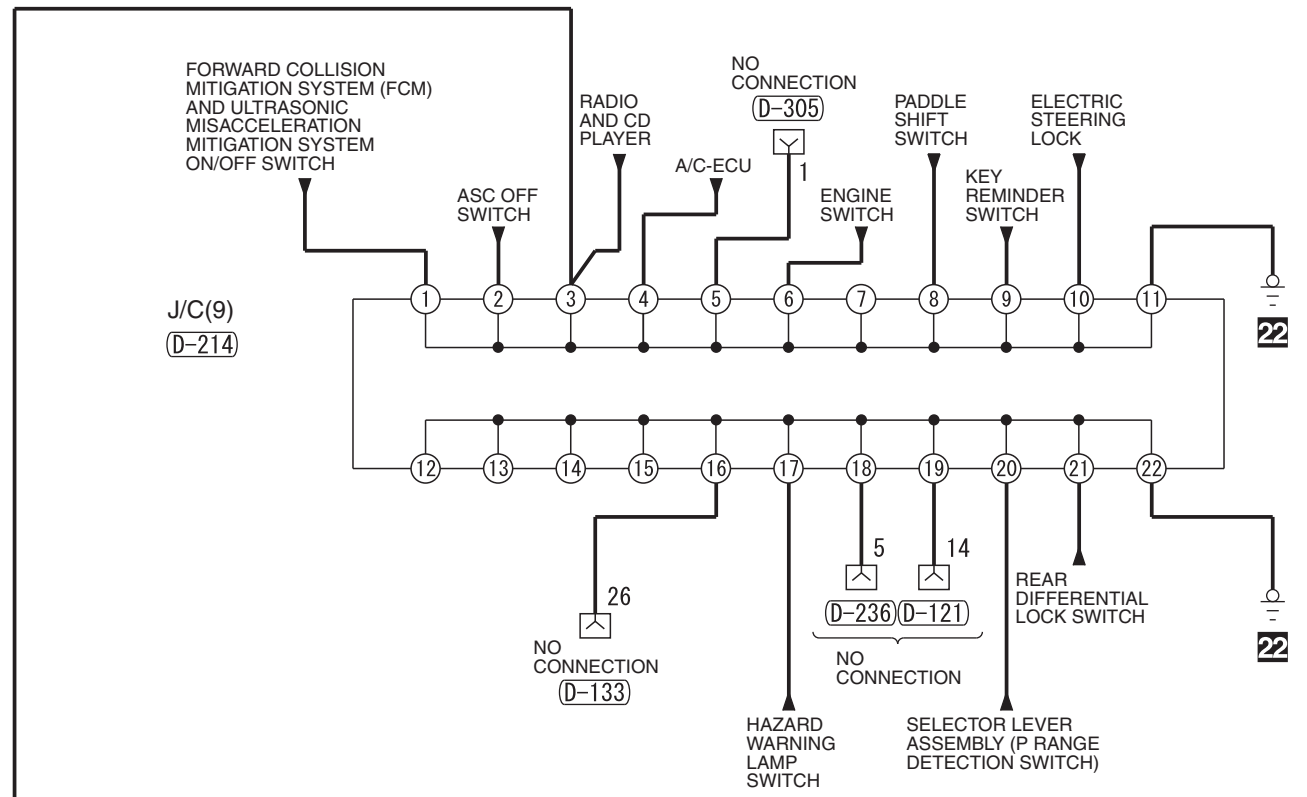 FORWARD COLLISION
MITIGATION SYSTEM (FCM)
AND ULTRASONIC
MISACCELERATION
MITIGATION SYSTEM
ON/OFF SWITCH
ASC OFF
SWITCH
RADIO
AND CD
PLAYER
A/C-ECU
NO
CONNECTION
D-305
1
ENGINE
SWITCH
PADDLE
SHIFT
SWITCH
KEY
REMINDER
SWITCH
ELECTRIC
STEERING
LOCK
J/C(9)
D-214
1 2 3 4 5 6 7 8 9 10 11
22
12 13 14 15 16 17 18 19 20 21 22
26
NO
CONNECTION
D-133
HAZARD
WARNING
LAMP
SWITCH
5 14
D-236 D-121
NO
CONNECTION
SELECTOR LEVER
ASSEMBLY (P RANGE
DETECTION SWITCH)
REAR
DIFFERENTIAL
LOCK SWITCH
22